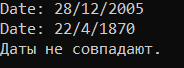 Date: 28/12/2005
Date: 22/4/1870
Даты не совпадают.